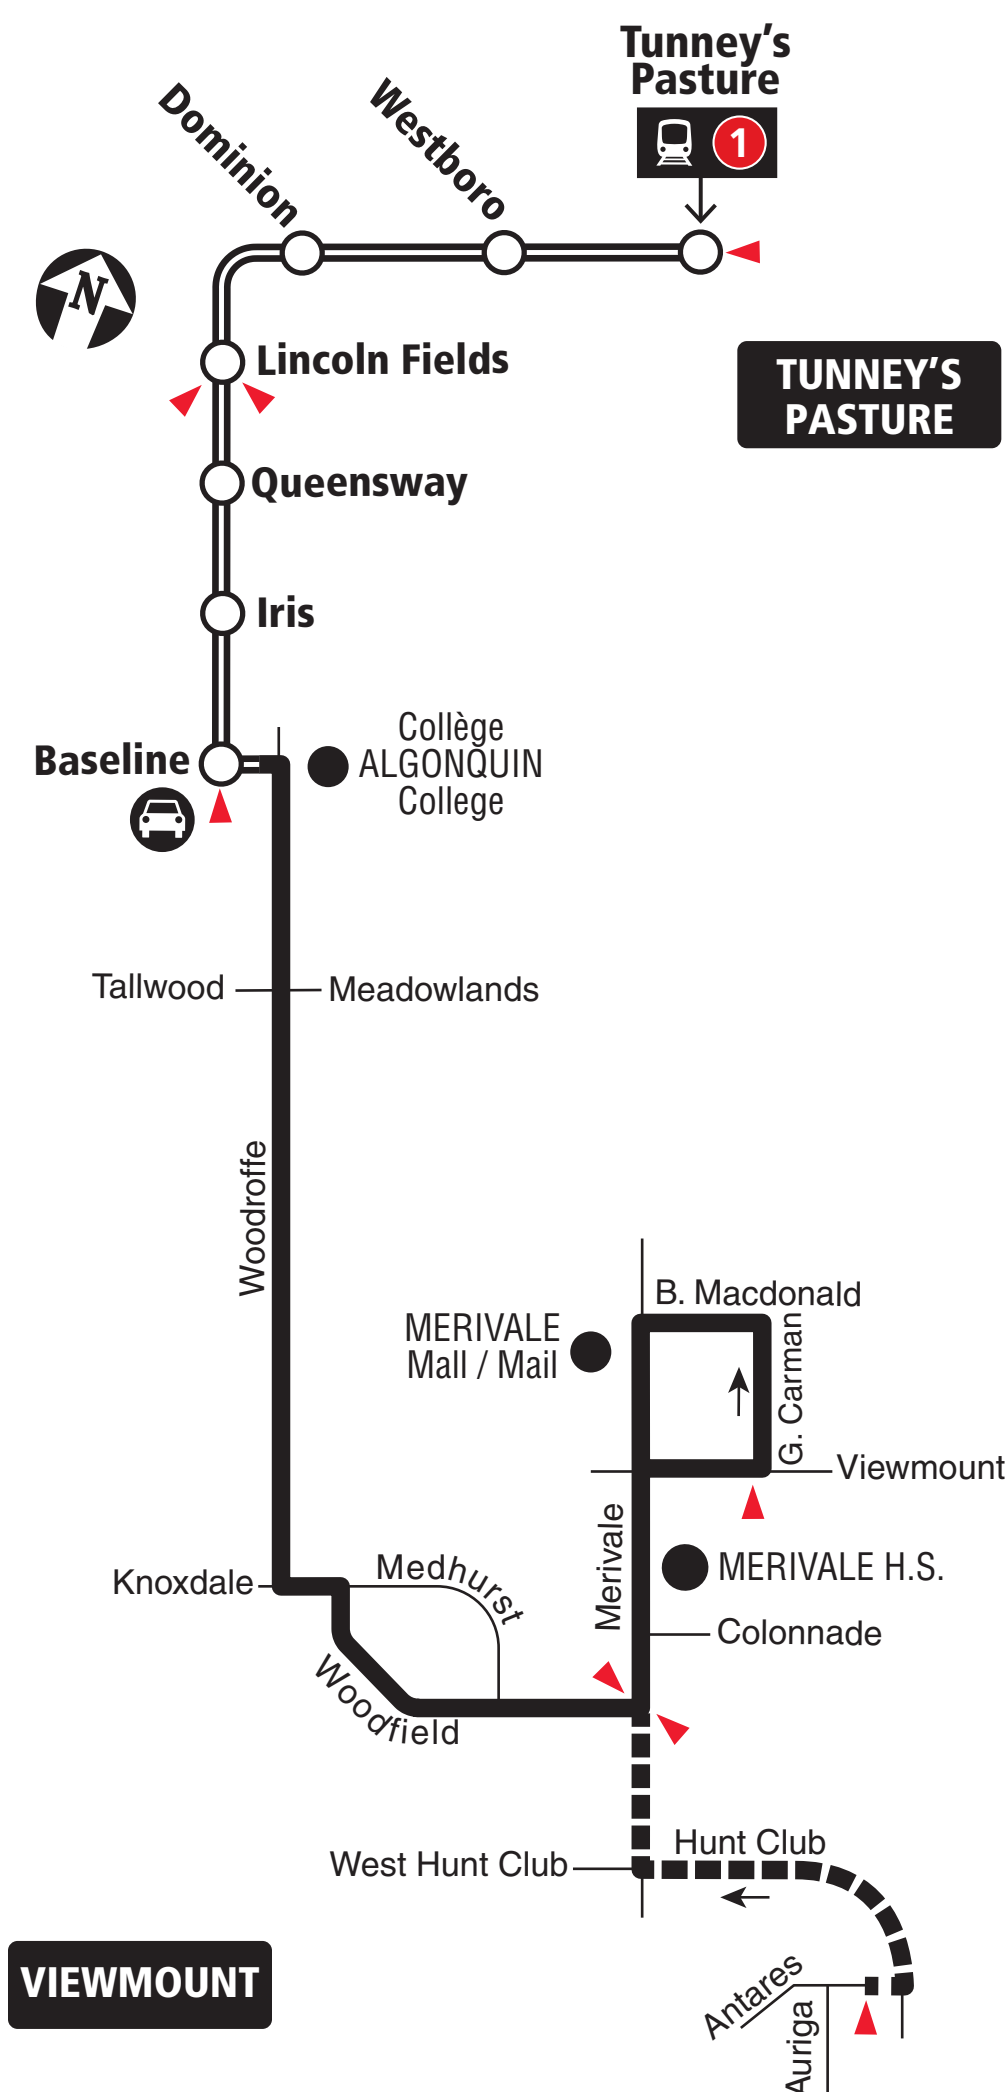 Tunney's
Pasture
1
Dominion
Westboro
N
Lincoln Fields
TUNNEY'S
PASTURE
Queensway
Iris
Baseline
Collège
ALGONQUIN
College
Tallwood
Meadowlands
Woodroffe
B. Macdonald
MERIVALE
Mall / Mail
G. Carman
Viewmount
Merivale
MERIVALE H.S.
Knoxdale
Medhurst
Colonnade
Woodfield
Hunt Club
West Hunt Club
VIEWMOUNT
Antares
Auriga